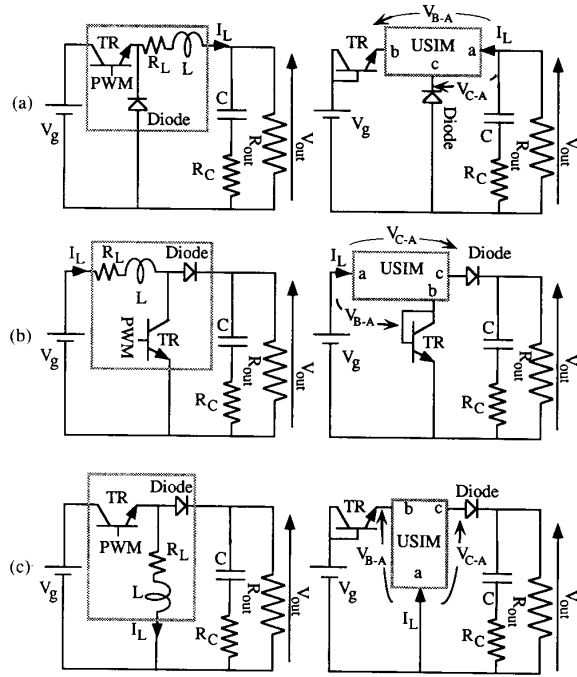 (a)
TR
PWM
R_L
L
I_L
Diode
V_g
C
R_C
R_out
V_out
V_B-A
TR
b
USIM
c
a
I_L
V_C-A
Diode
V_g
C
R_C
R_out
V_out
(b)
I_L
R_L
L
Diode
PWM
TR
V_g
C
R_C
R_out
V_out
V_C-A
I_L
a
USIM
c
b
Diode
V_B-A
TR
V_g
C
R_C
R_out
V_out
(c)
TR
PWM
Diode
R_L
L
I_L
V_g
C
R_C
R_out
V_out
TR
b
c
USIM
a
Diode
V_B-A
V_C-A
I_L
V_g
C
R_C
R_out
V_out